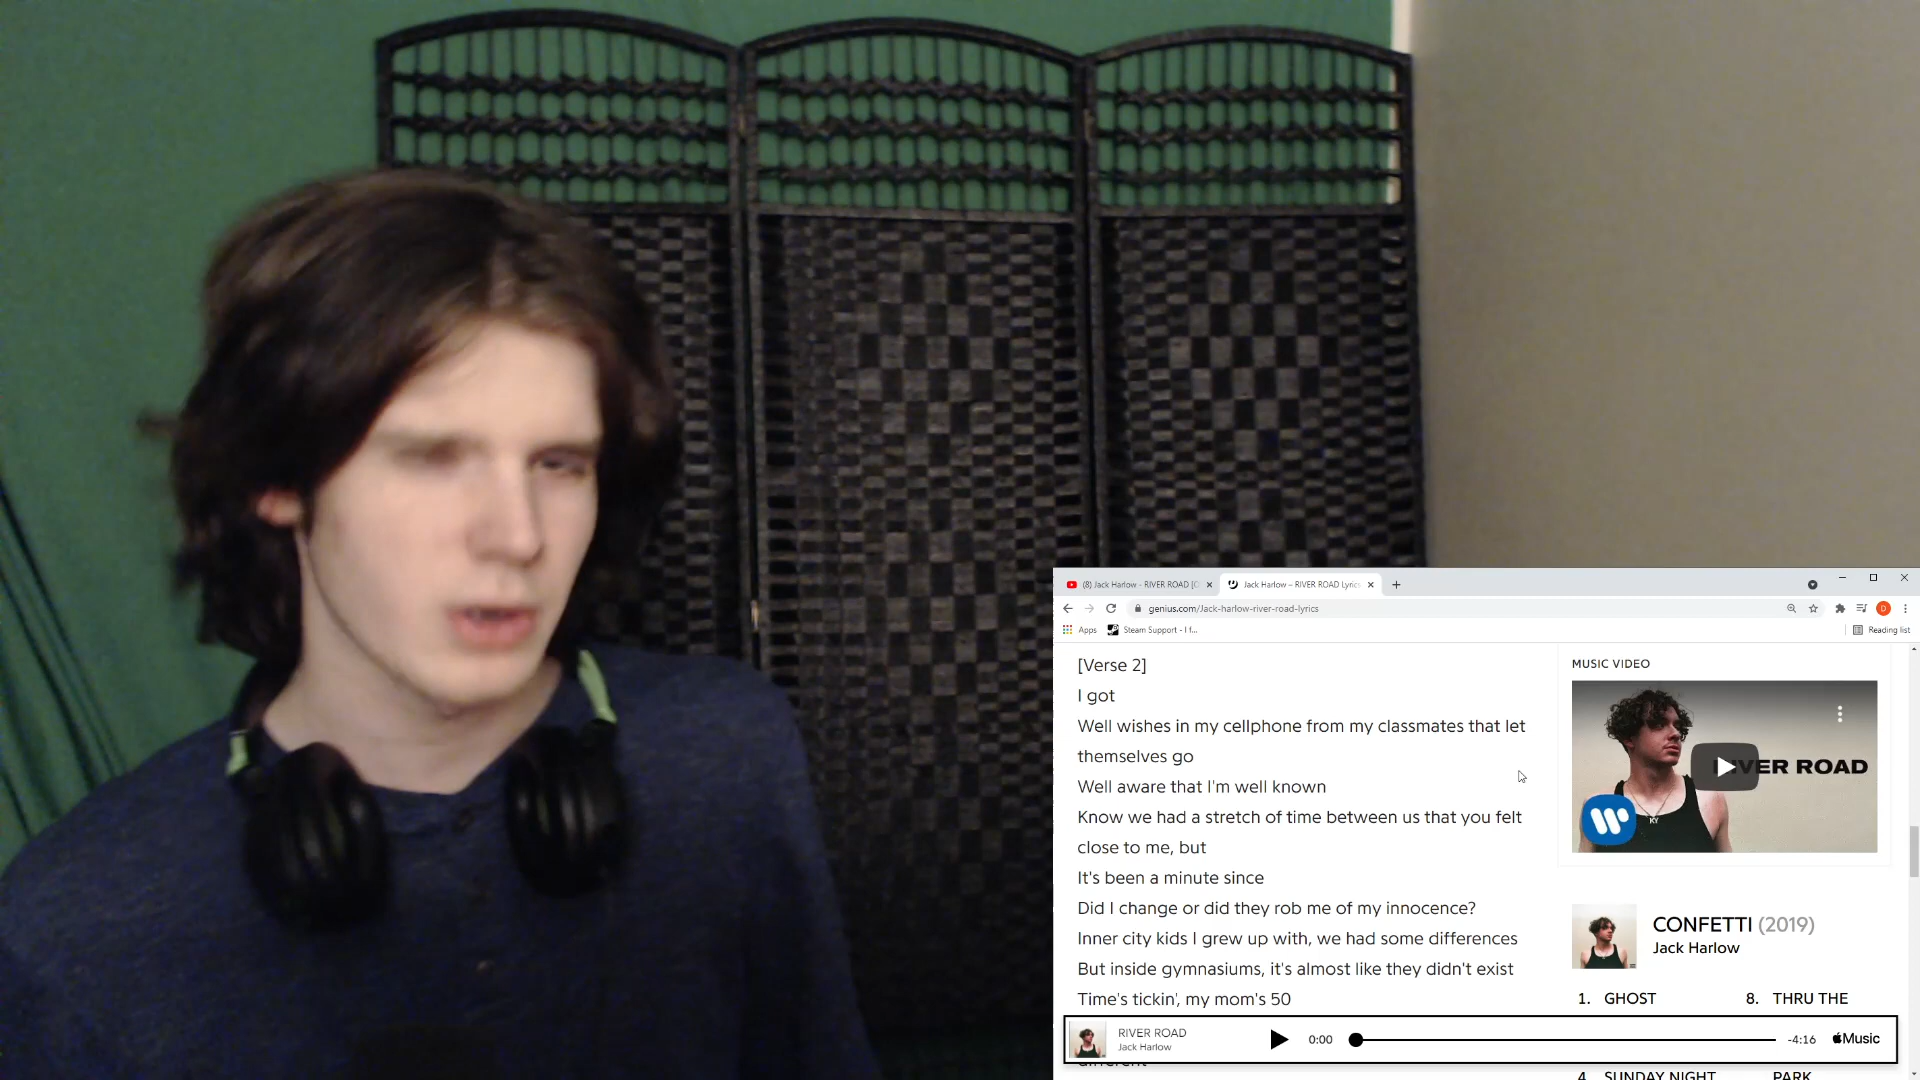 (8) Jack Harlow - RIVER ROAD [O
Jack Harlow – RIVER ROAD Lyrics
genius.com/Jack-harlow-river-road-lyrics
D
Apps
Steam Support - I f...
Reading list
[Verse 2]
I got
Well wishes in my cellphone from my classmates that let
themselves go
Well aware that I'm well known
Know we had a stretch of time between us that you felt
close to me, but
It's been a minute since
Did I change or did they rob me of my innocence?
Inner city kids I grew up with, we had some differences
But inside gymnasiums, it's almost like they didn't exist
Time's tickin', my mom's 50
different
MUSIC VIDEO
RIVER ROAD
KY
CONFETTI (2019)
Jack Harlow
1. GHOST
8. THRU THE
4. SUNDAY NIGHT
PARK
RIVER ROAD
Jack Harlow
0:00
-4:16
Music